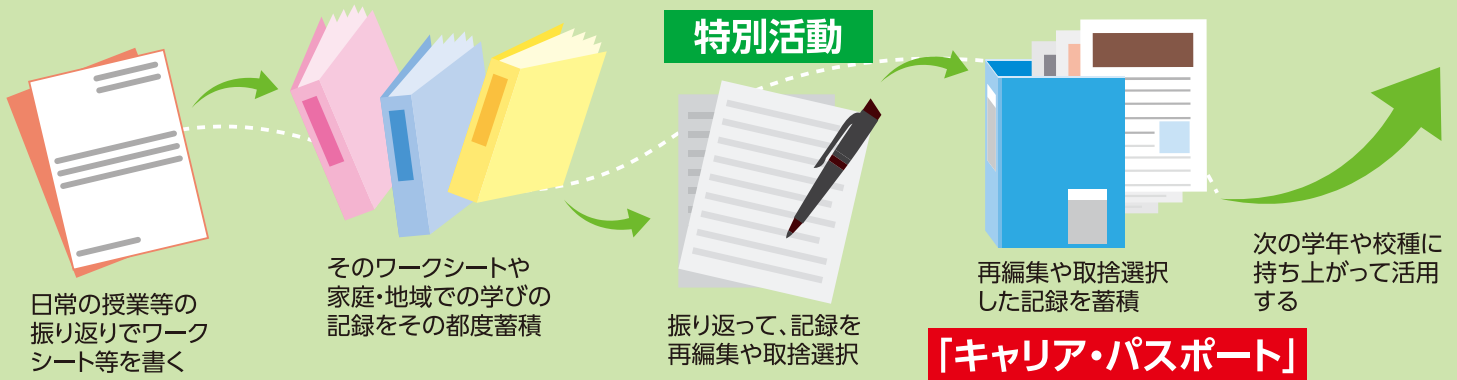 日常の授業等の
振り返りでワーク
シート等を書く
そのワークシートや
家庭・地域での学びの
記録をその都度蓄積
特別活動
振り返って、記録を
再編集や取捨選択
再編集や取捨選択
した記録を蓄積
「キャリア・パスポート」
次の学年や校種に
持ち上がって活用
する